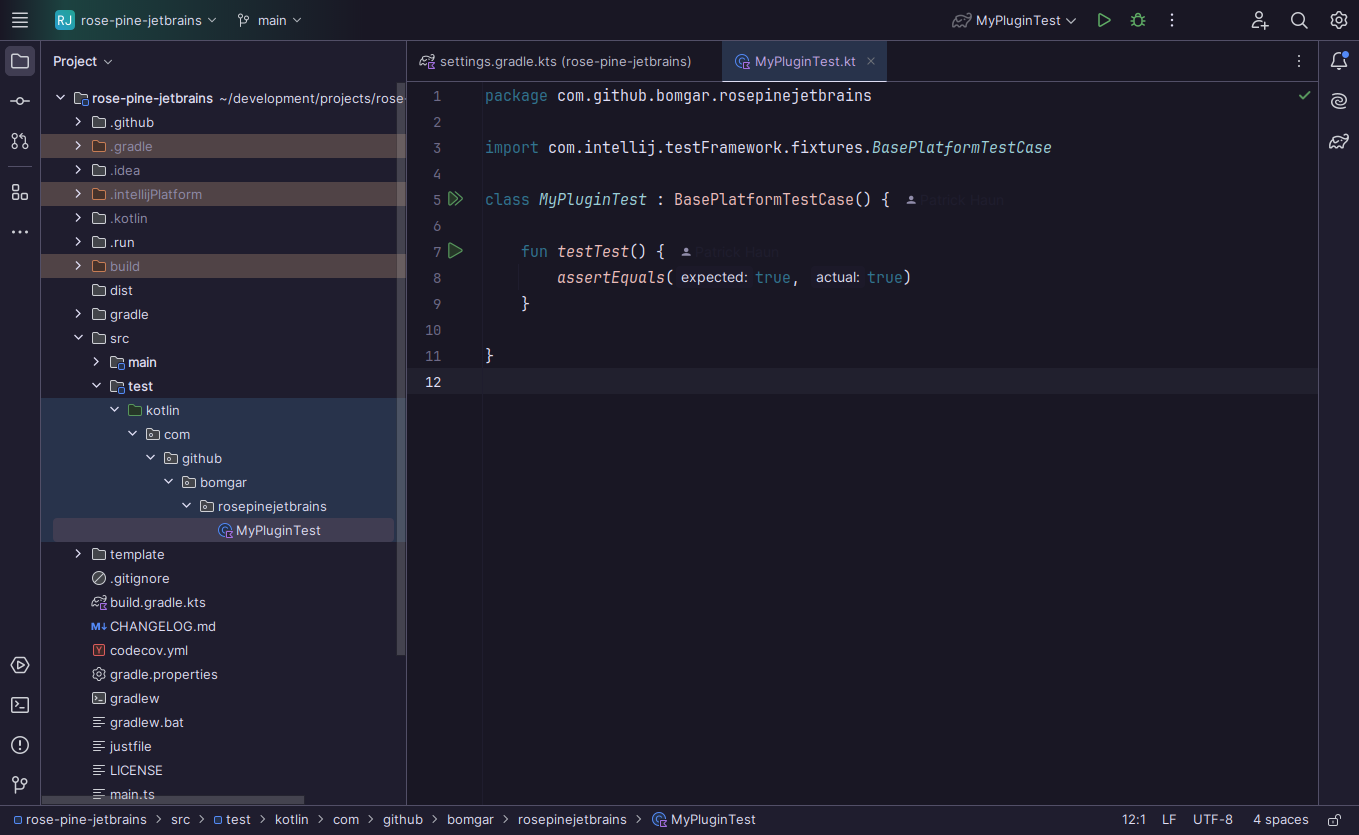 RJ rose-pine-jetbrains main MyPluginTest
Project
rose-pine-jetbrains ~/development/projects/rose-
.github
.gradle
.idea
.intellijPlatform
.kotlin
.run
build
dist
gradle
src
main
test
kotlin
com
github
bomgar
rosepinejetbrains
MyPluginTest
template
.gitignore
build.gradle.kts
M↓ CHANGELOG.md
Y codecov.yml
gradle.properties
gradlew
gradlew.bat
justfile
LICENSE
main.ts
settings.gradle.kts (rose-pine-jetbrains) MyPluginTest.kt
1 package com.github.bomgar.rosepinejetbrains
2
3 import com.intellij.testFramework.fixtures.BasePlatformTestCase
4
5 class MyPluginTest : BasePlatformTestCase() { Patrick Haun
6
7 fun testTest() { Patrick Haun
8 assertEquals( expected: true, actual: true)
9 }
10
11 }
12
rose-pine-jetbrains > src > test > kotlin > com > github > bomgar > rosepinejetbrains > MyPluginTest 12:1 LF UTF-8 4 spaces